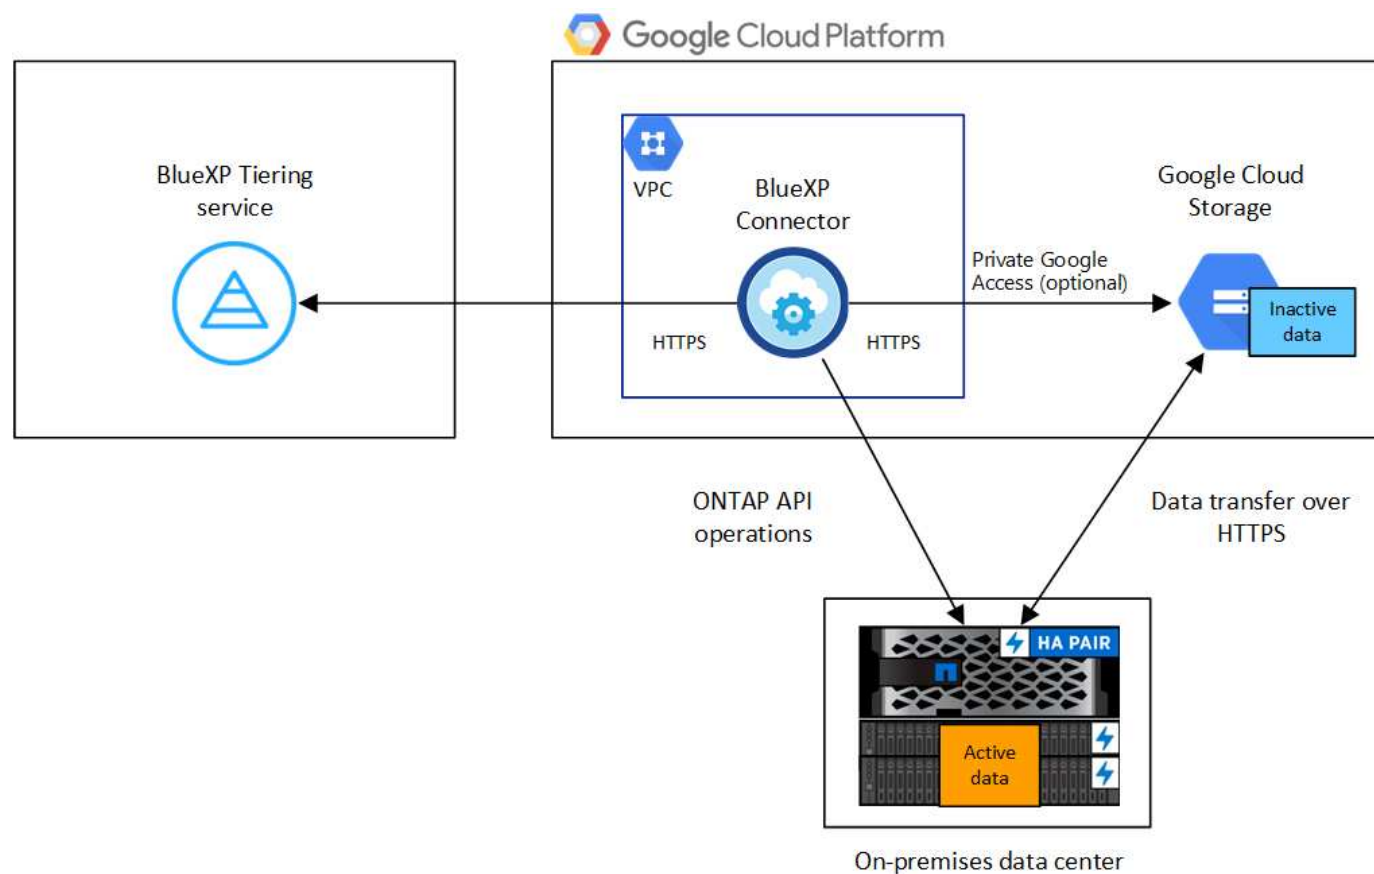 Google Cloud Platform
BlueXP Tiering
service
VPC
BlueXP
Connector
Google Cloud
Storage
Private Google
Access (optional)
Inactive
data
HTTPS
HTTPS
ONTAP API
operations
Data transfer over
HTTPS
HA PAIR
Active
data
On-premises data center